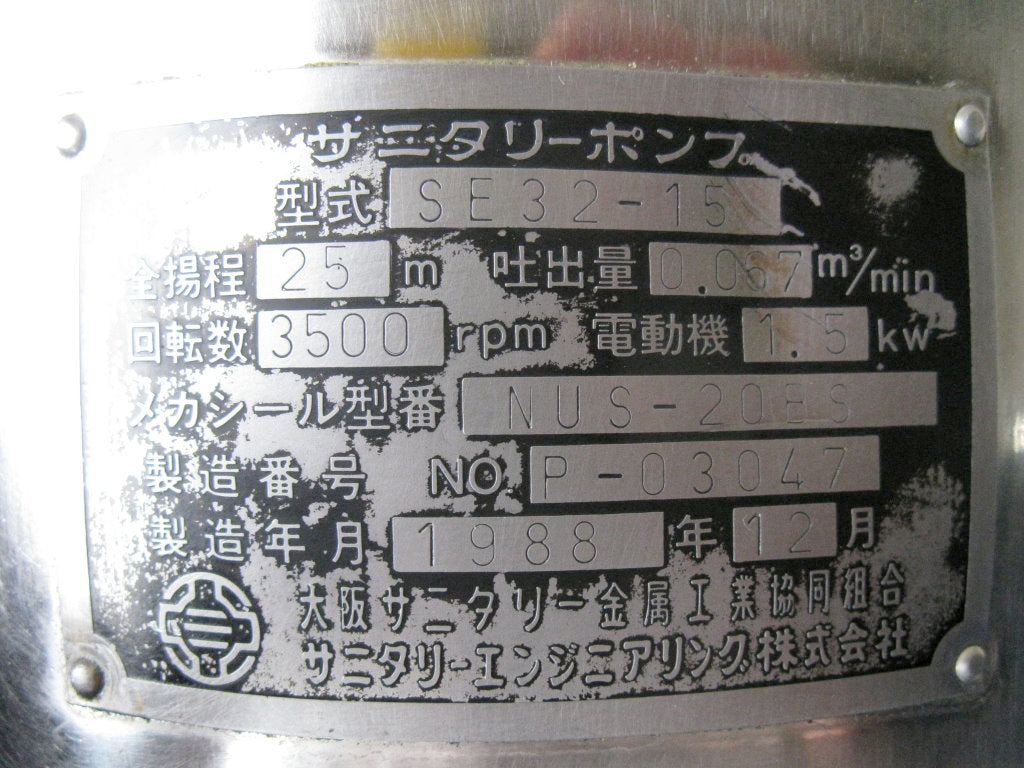 サニタリーポンプ
型式 SE32-15
全揚程 25 m 吐出量 0.067 m³/min
回転数 3500 rpm 電動機 1.5 kw
メカシール型番 NUS-20ES
製造番号 NO P-03047
製造年月 1988 年 12 月
大阪サニタリー金属工業協同組合
サニタリーエンジニアリング株式会社